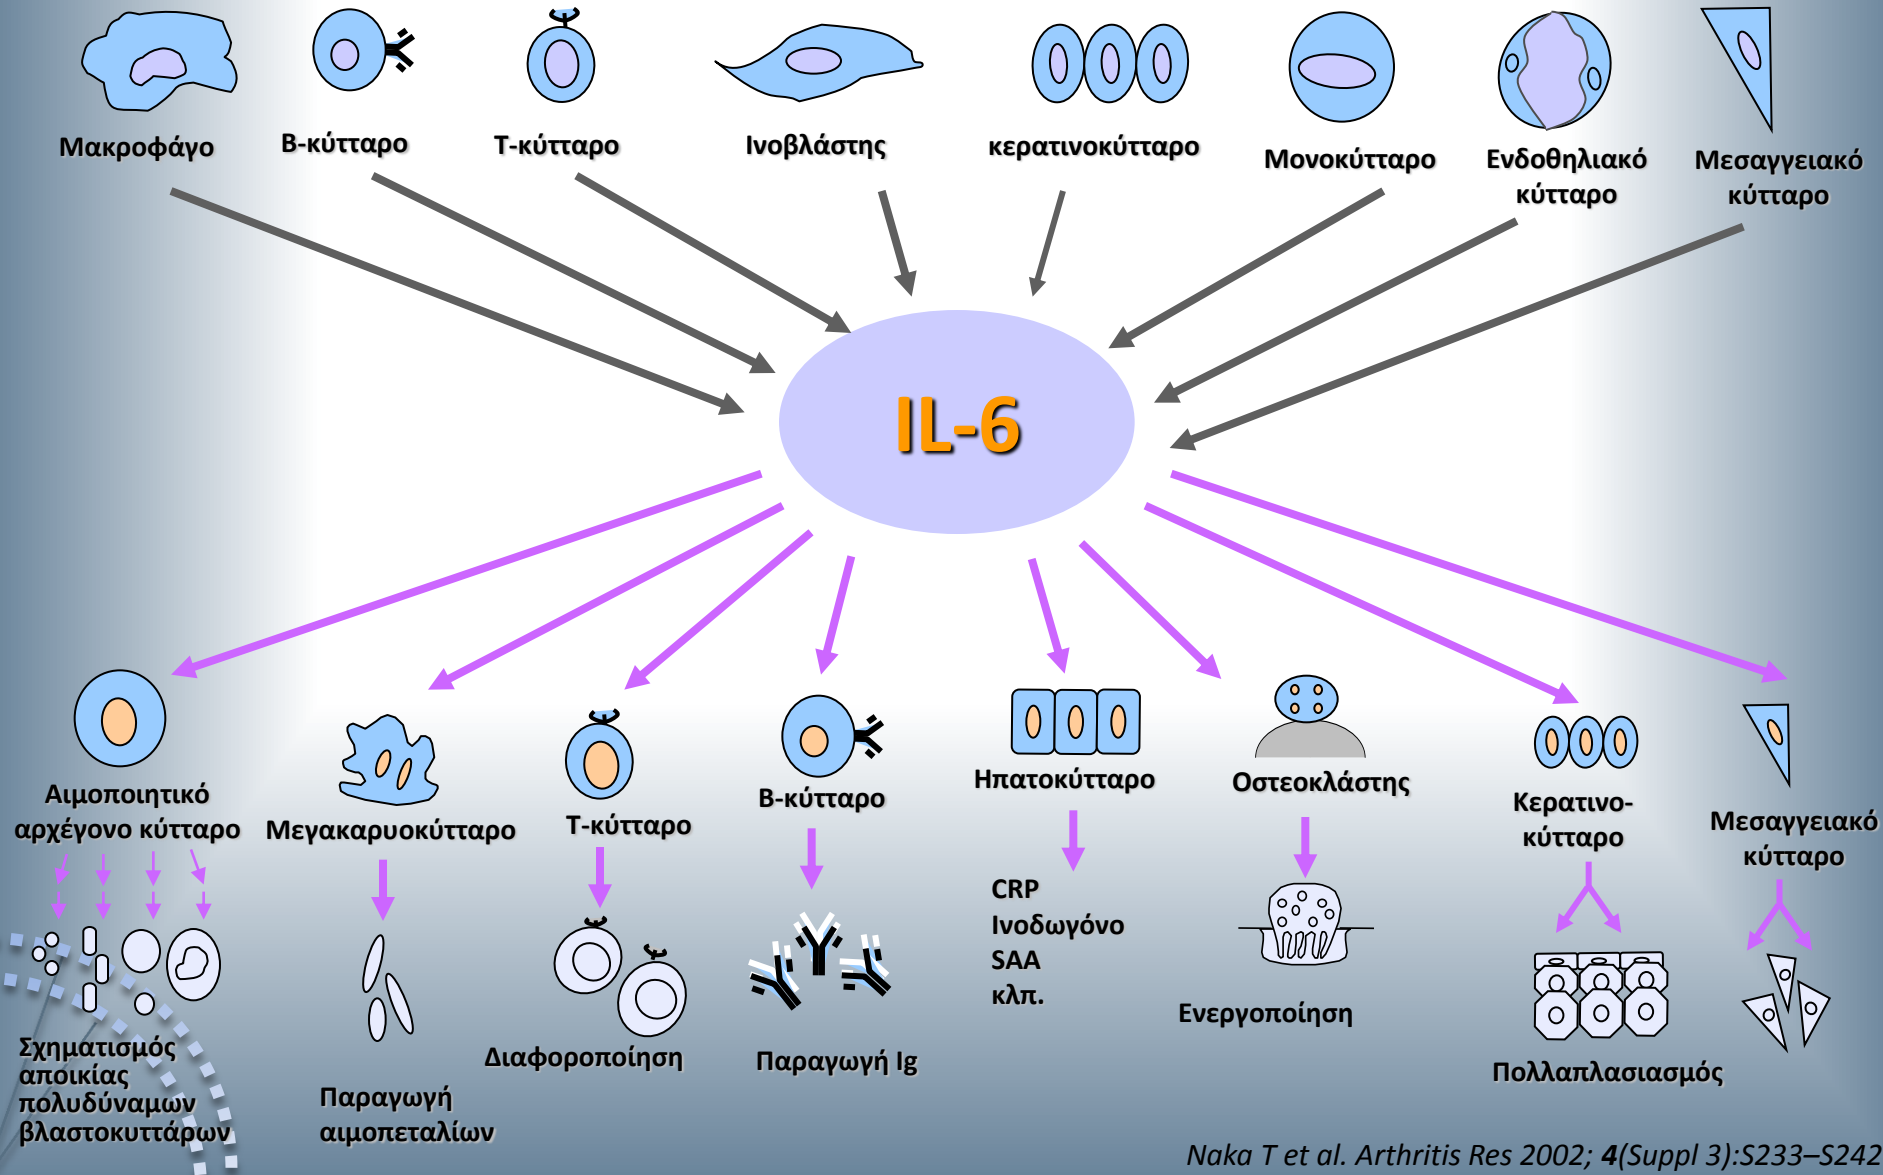 Μακροφάγο
Β-κύτταρο
Τ-κύτταρο
Ινοβλάστης
κερατινοκύτταρο
Μονοκύτταρο
Ενδοθηλιακό
κύτταρο
Μεσαγγειακό
κύτταρο
IL-6
Αιμοποιητικό
αρχέγονο κύτταρο
Μεγακαρυοκύτταρο
Τ-κύτταρο
Β-κύτταρο
Ηπατοκύτταρο
Οστεοκλάστης
Κερατινο-
κύτταρο
Μεσαγγειακό
κύτταρο
Σχηματισμός
αποικίας
πολυδύναμων
βλαστοκυττάρων
Παραγωγή
αιμοπεταλίων
Διαφοροποίηση
Παραγωγή Ig
CRP
Ινοδωγόνο
SAA
κλπ.
Ενεργοποίηση
Πολλαπλασιασμός
Naka T et al. Arthritis Res 2002; 4(Suppl 3):S233–S242